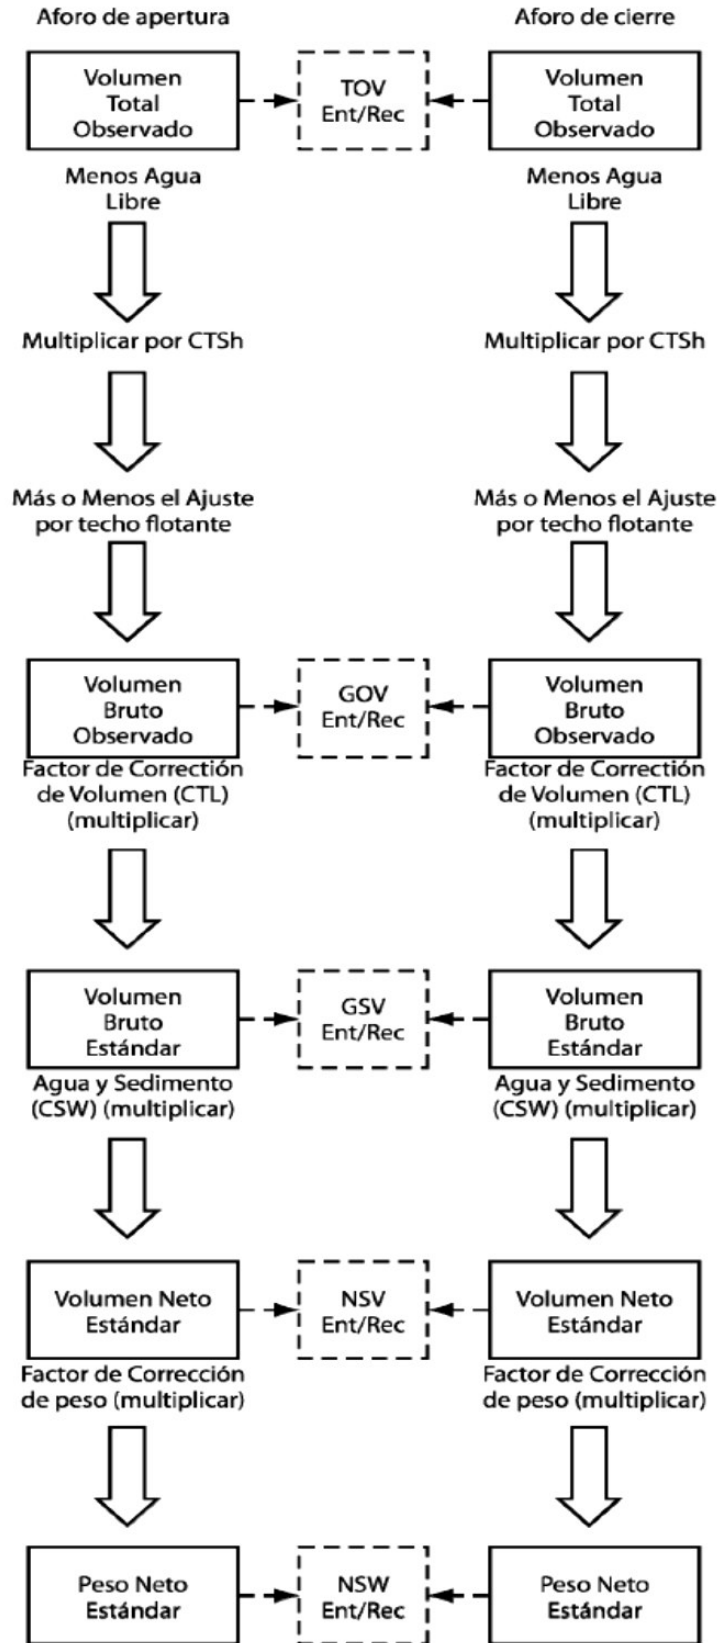 Aforo de apertura
Aforo de cierre
Volumen
Total
Observado
TOV
Ent/Rec
Volumen
Total
Observado
Menos Agua
Libre
Menos Agua
Libre
Multiplicar por CTSh
Multiplicar por CTSh
Más o Menos el Ajuste
por techo flotante
Más o Menos el Ajuste
por techo flotante
Volumen
Bruto
Observado
GOV
Ent/Rec
Volumen
Bruto
Observado
Factor de Correctión
de Volumen (CTL)
(multiplicar)
Factor de Correctión
de Volumen (CTL)
(multiplicar)
Volumen
Bruto
Estándar
GSV
Ent/Rec
Volumen
Bruto
Estándar
Agua y Sedimento
(CSW) (multiplicar)
Agua y Sedimento
(CSW) (multiplicar)
Volumen Neto
Estándar
NSV
Ent/Rec
Volumen Neto
Estándar
Factor de Corrección
de peso (multiplicar)
Factor de Corrección
de peso (multiplicar)
Peso Neto
Estándar
NSW
Ent/Rec
Peso Neto
Estándar